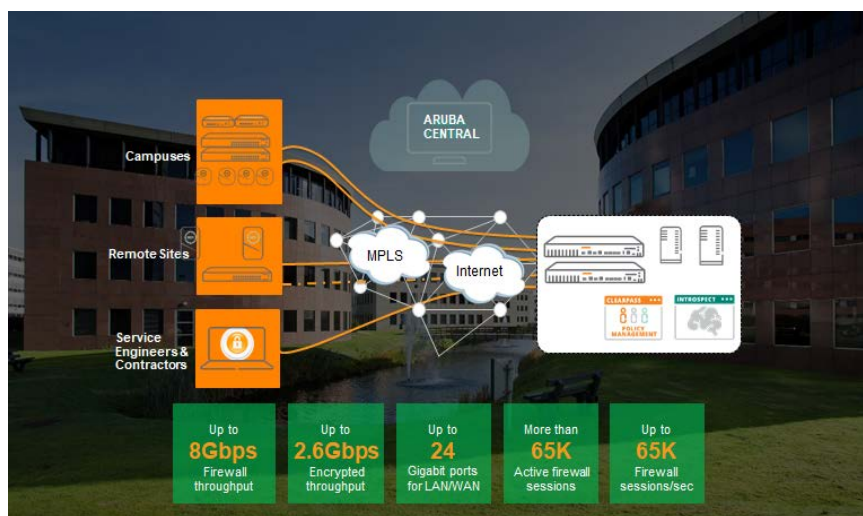 ARUBA
CENTRAL
Campuses
Remote Sites
MPLS
Internet
CLEARPASS
POLICY
MANAGEMENT
INTROSPECT
Service
Engineers &
Contractors
Up to
8Gbps
Firewall
throughput
Up to
2.6Gbps
Encrypted
throughput
Up to
24
Gigabit ports
for LAN/WAN
More than
65K
Active firewall
sessions
Up to
65K
Firewall
sessions/sec